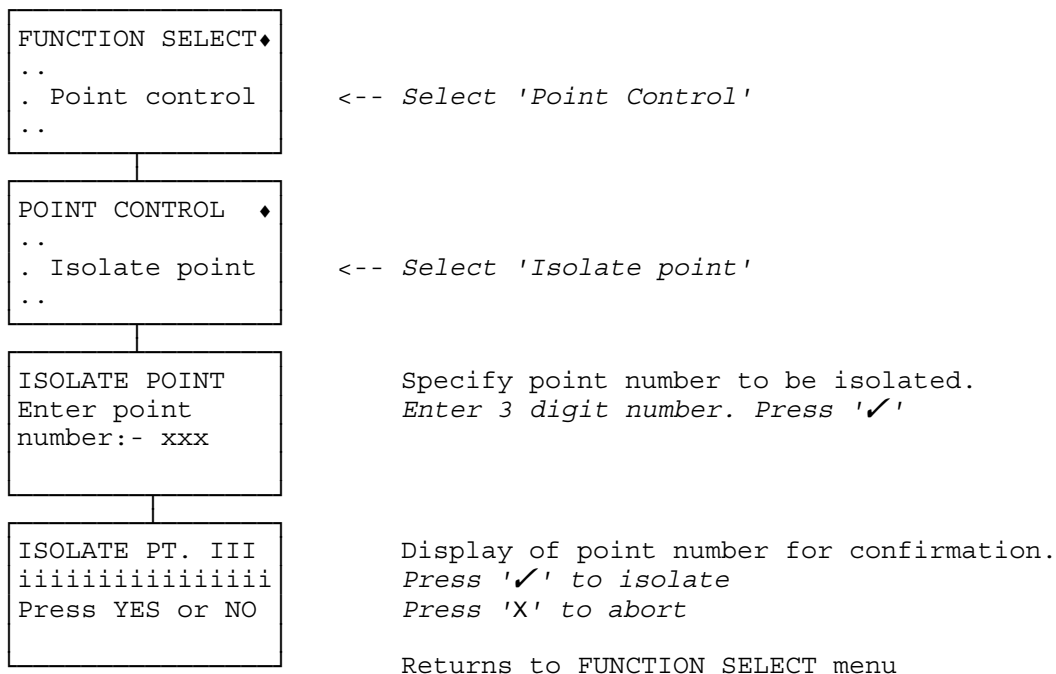 FUNCTION SELECT♦
..
. Point control <-- Select 'Point Control'
..
POINT CONTROL ♦
..
. Isolate point <-- Select 'Isolate point'
..
ISOLATE POINT Specify point number to be isolated.
Enter point Enter 3 digit number. Press '✓'
number:- xxx
ISOLATE PT. III Display of point number for confirmation.
iiiiiiiiiiiiiiii Press '✓' to isolate
Press YES or NO Press 'X' to abort
Returns to FUNCTION SELECT menu